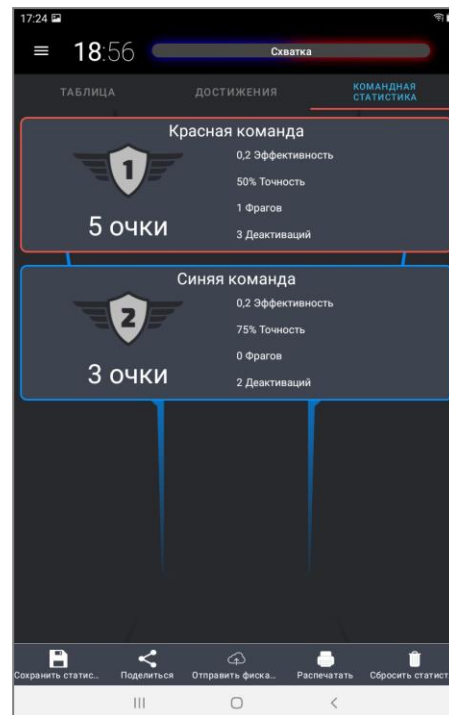 17:24
18:56
Схватка
ТАБЛИЦА
ДОСТИЖЕНИЯ
КОМАНДНАЯ
СТАТИСТИКА
Красная команда
1
0,2 Эффективность
50% Точность
1 Фрагов
5 очки
3 Деактиваций
Синяя команда
2
0,2 Эффективность
75% Точность
0 Фрагов
3 очки
2 Деактиваций
Сохранить статис...
Поделиться
Отправить фиска...
Распечатать
Сбросить статист